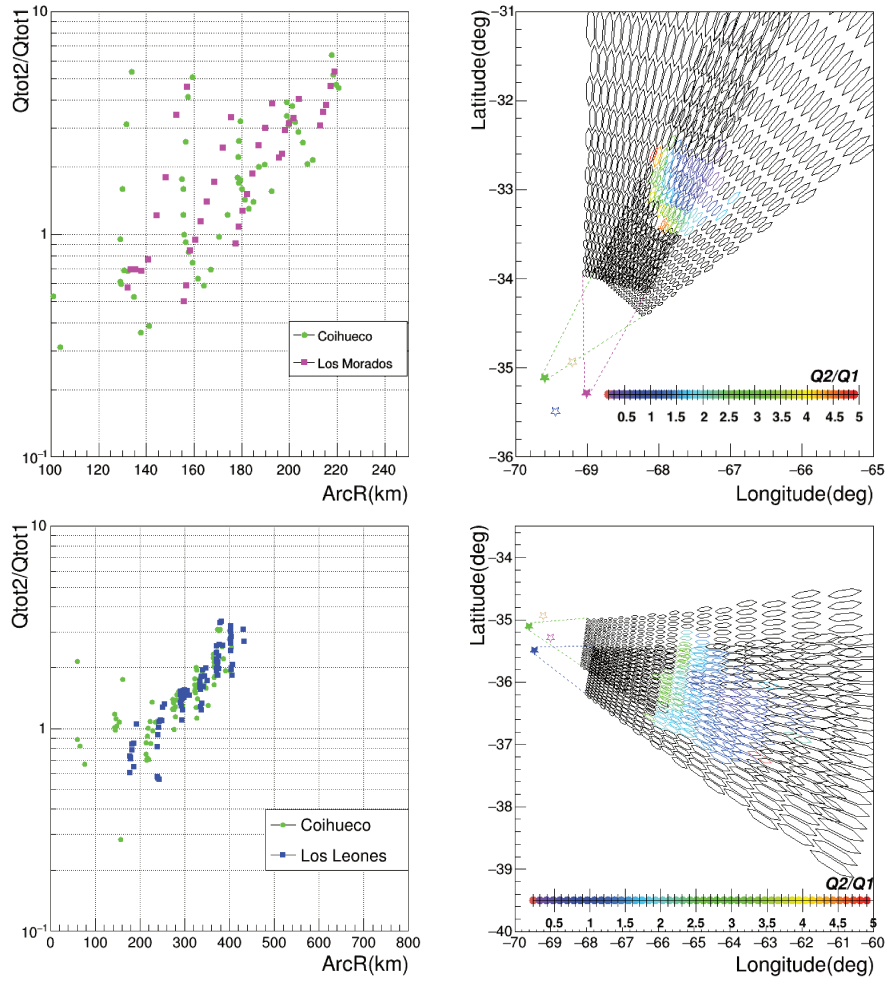 Qtot2/Qtot1
10
1
10⁻¹
100 120 140 160 180 200 220 240
ArcR(km)
Coihueco
Los Morados
Latitude(deg)
−31
−32
−33
−34
−35
−36
−70 −69 −68 −67 −66 −65
Longitude(deg)
Q2/Q1
0.5 1 1.5 2 2.5 3 3.5 4 4.5 5
Qtot2/Qtot1
10
1
10⁻¹
0 100 200 300 400 500 600 700 800
ArcR(km)
Coihueco
Los Leones
Latitude(deg)
−34
−35
−36
−37
−38
−39
−40
Q2/Q1
0.5 1 1.5 2 2.5 3 3.5 4 4.5 5
−70 −69 −68 −67 −66 −65 −64 −63 −62 −61 −60
Longitude(deg)